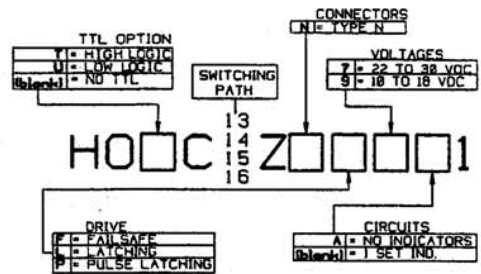 CONNECTORS
N = TYPE N
TTL OPTION
T = HIGH LOGIC
U = LOW LOGIC
(blank) = NO TTL
SWITCHING
PATH
VOLTAGES
7 = 22 TO 30 VDC
9 = 10 TO 18 VDC
13
14
15
16
HO□C Z□□□□1
DRIVE
F = FAILSAFE
= LATCHING
P = PULSE LATCHING
CIRCUITS
A = NO INDICATORS
(blank) = 1 SET IND.